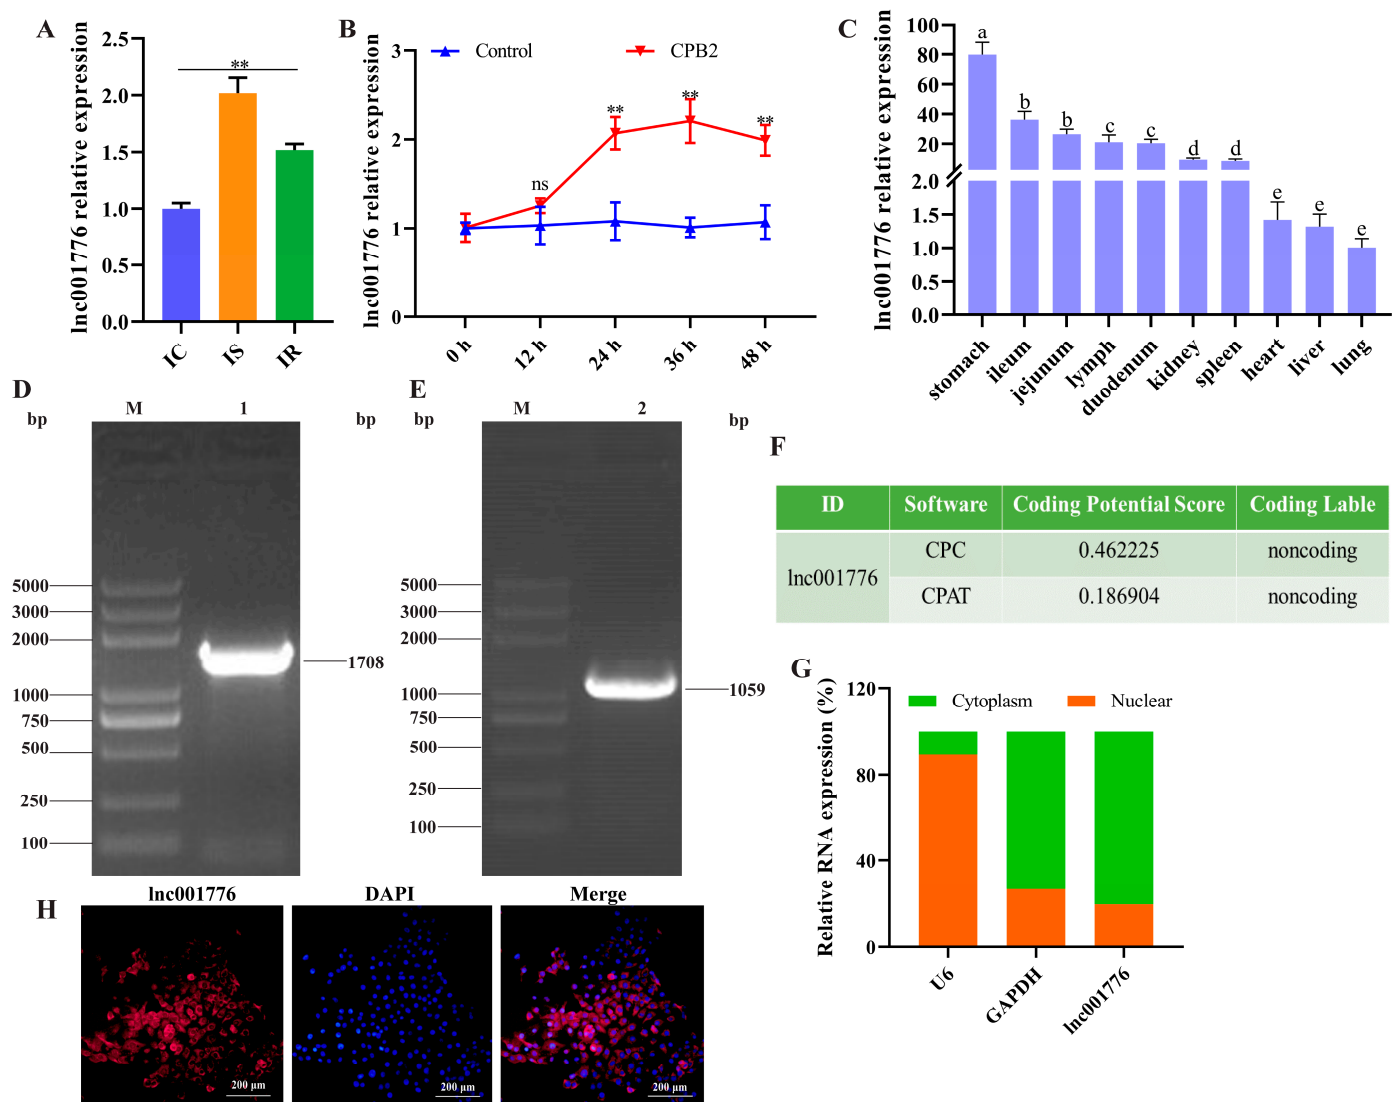 A
lnc001776 relative expression
2.5
2.0
1.5
1.0
0.5
0.0
**
IC
IS
IR
B
lnc001776 relative expression
Control
CPB2
3
2
1
0
ns
**
**
**
0 h
12 h
24 h
36 h
48 h
C
lnc001776 relative expression
100
80
60
40
20
2.0
1.5
1.0
0.5
0.0
a
b
b
c
c
d
d
e
e
e
stomach
ileum
jejunum
lymph
duodenum
kidney
spleen
heart
liver
lung
D
bp
M
1
bp
5000
3000
2000
1000
750
500
250
100
1708
E
bp
M
2
bp
5000
3000
2000
1000
750
500
250
100
1059
F
ID Software Coding Potential Score Coding Lable
lnc001776
CPC 0.462225 noncoding
CPAT 0.186904 noncoding
G
Relative RNA expression (%)
Cytoplasm
Nuclear
120
80
40
0
U6
GAPDH
lnc001776
H
lnc001776
DAPI
Merge
200 μm
200 μm
200 μm